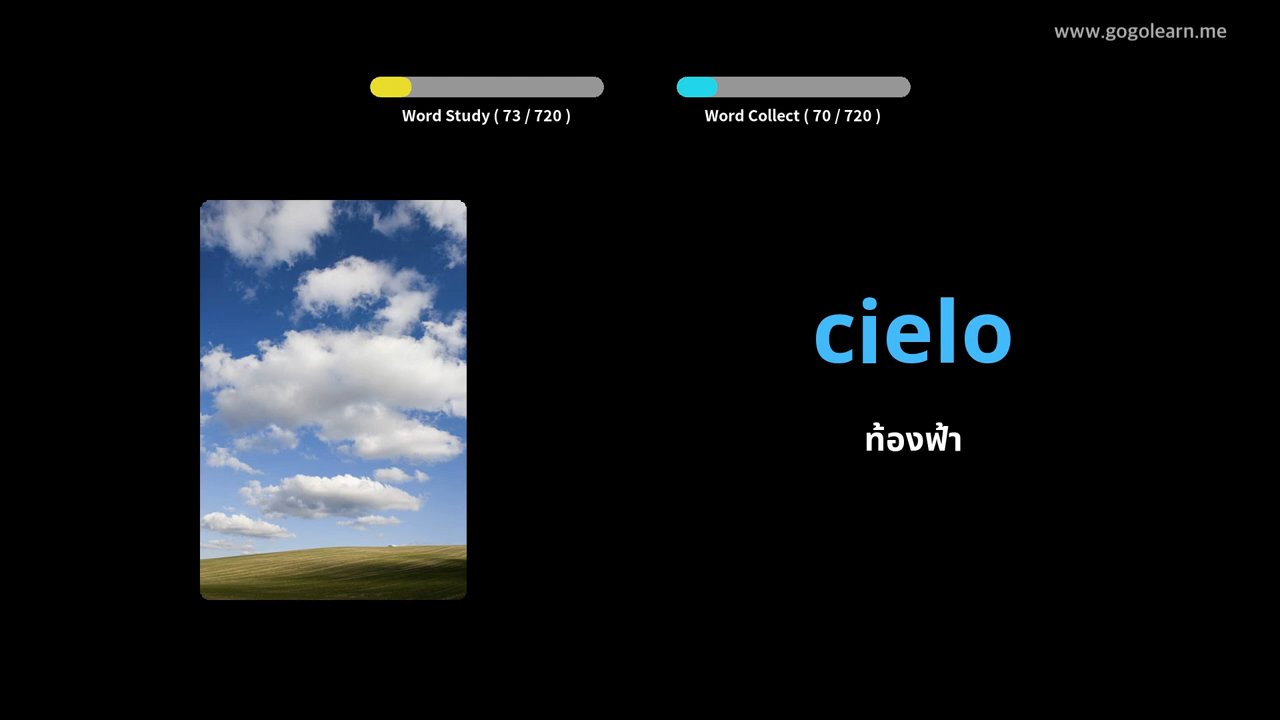 www.gogolearn.me
Word Study ( 73 / 720 )
Word Collect ( 70 / 720 )
cielo
ท้องฟ้า